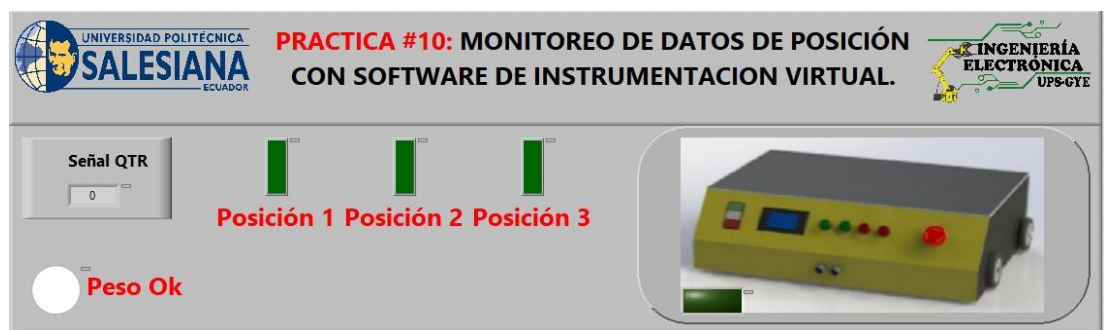 UNIVERSIDAD POLITÉCNICA
SALESIANA
ECUADOR
PRACTICA #10: MONITOREO DE DATOS DE POSICIÓN
CON SOFTWARE DE INSTRUMENTACION VIRTUAL.
INGENIERÍA
ELECTRÓNICA
UPS-GYE
Señal QTR
0
Posición 1 Posición 2 Posición 3
Peso Ok